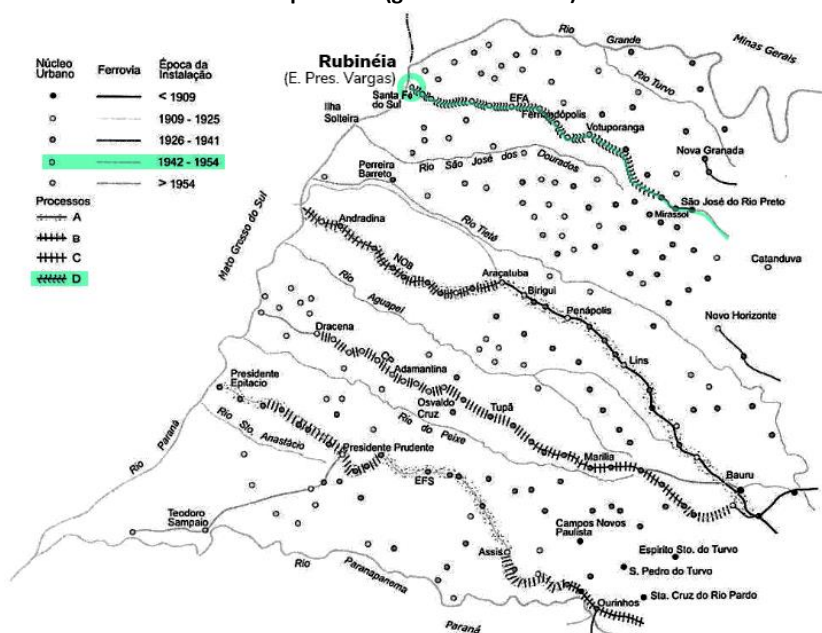 Núcleo Urbano
Ferrovia
Época da Instalação
< 1909
1909 - 1925
1926 - 1941
1942 - 1954
> 1954
Processos
A
B
C
D
Rubinéia
(E. Pres. Vargas)
Santa Fé
do Sul
Ilha
Solteira
Rio Grande
Minas Gerais
Rio Turvo
EFA
Fernandópolis
Votuporanga
Nova Granada
Rio São José dos Dourados
Pereira
Barreto
São José do Rio Preto
Mirassol
Mato Grosso do Sul
Andradina
Rio Tietê
Catanduva
NOB
Araçatuba
Birigui
Penápolis
Rio Aguapeí
Novo Horizonte
Dracena
Lins
CP
Adamantina
Presidente
Epitácio
Osvaldo
Cruz
Tupã
Rio do Peixe
Rio Sto. Anastácio
Rio Paraná
Presidente Prudente
Marília
EFS
Bauru
Teodoro
Sampaio
Campos Novos
Paulista
Assis
Espírito Sto. do Turvo
Rio Paranapanema
S. Pedro do Turvo
Sta. Cruz do Rio Pardo
Ourinhos
Paraná